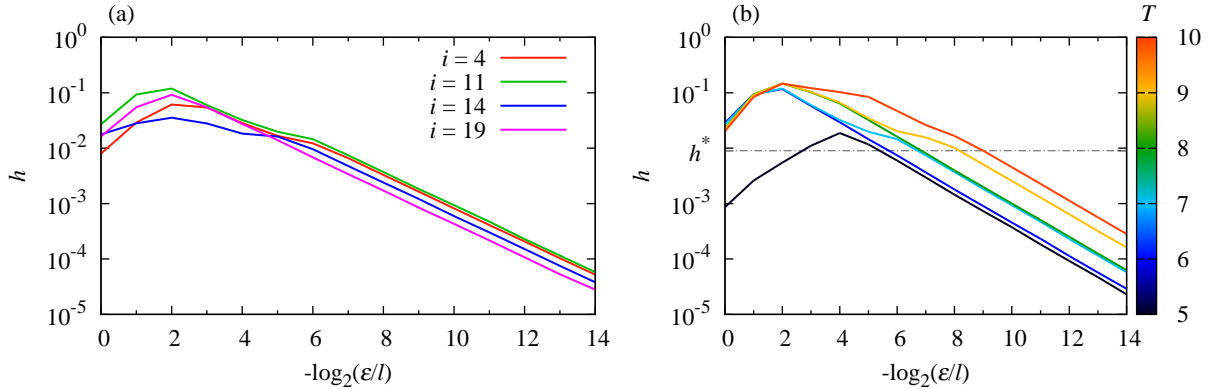 (a)
10^0
10^-1
10^-2
10^-3
10^-4
10^-5
h
0 2 4 6 8 10 12 14
-log_2(ε/l)
i = 4
i = 11
i = 14
i = 19
(b)
10^0
10^-1
h*
10^-2
10^-3
10^-4
10^-5
h
0 2 4 6 8 10 12 14
-log_2(ε/l)
T
10
9
8
7
6
5